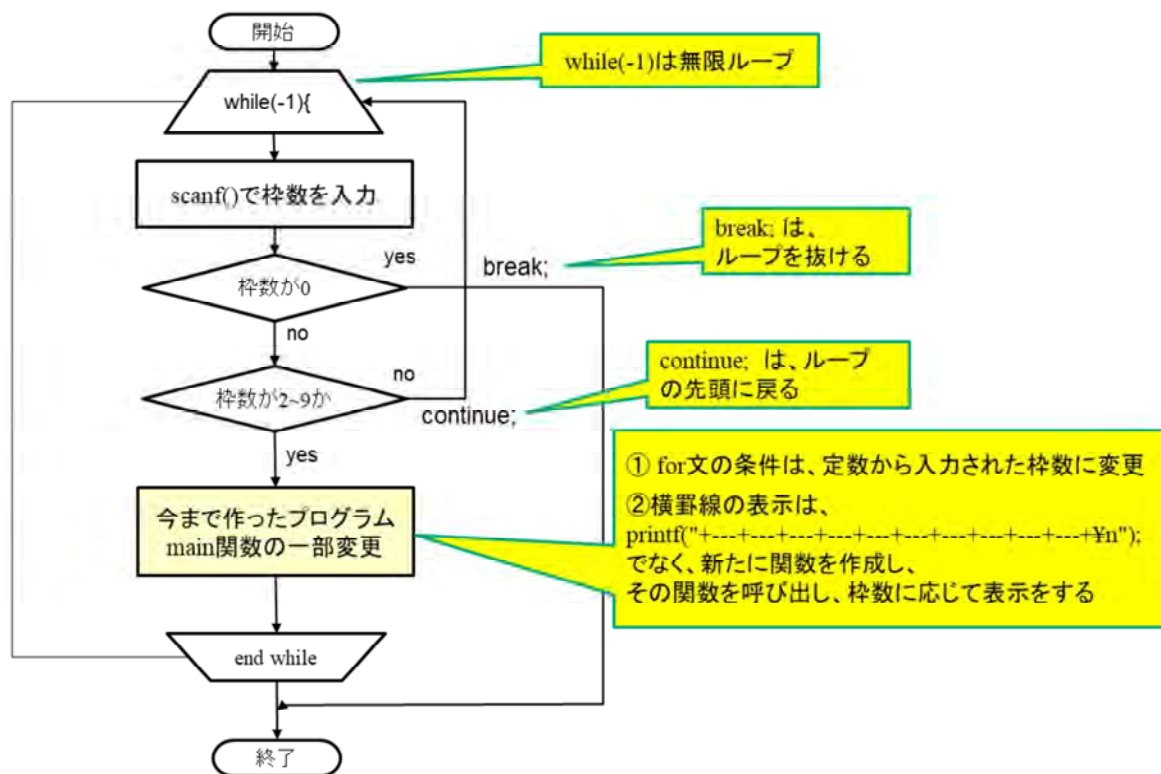 開始
while(-1)は無限ループ
while(-1){
scanf()で枠数を入力
break; は、
ループを抜ける
yes
break;
枠数が0
no
continue; は、ループ
の先頭に戻る
no
枠数が2~9か
continue;
yes
① for文の条件は、定数から入力された枠数に変更
②横罫線の表示は、
printf("+---+---+---+---+---+---+---+---+---+---+¥n");
でなく、新たに関数を作成し、
その関数を呼び出し、枠数に応じて表示をする
今まで作ったプログラム
main関数の一部変更
end while
終了